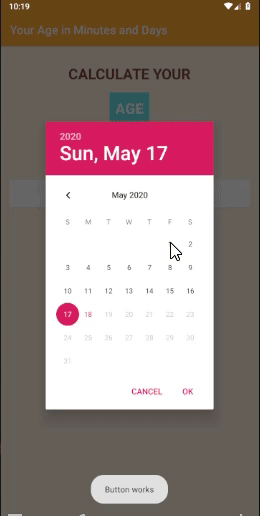 10:19
Your Age in Minutes and Days
CALCULATE YOUR
AGE
2020
Sun, May 17
May 2020
S M T W T F S
1 2
3 4 5 6 7 8 9
10 11 12 13 14 15 16
17 18 19 20 21 22 23
24 25 26 27 28 29 30
31
CANCEL OK
Button works